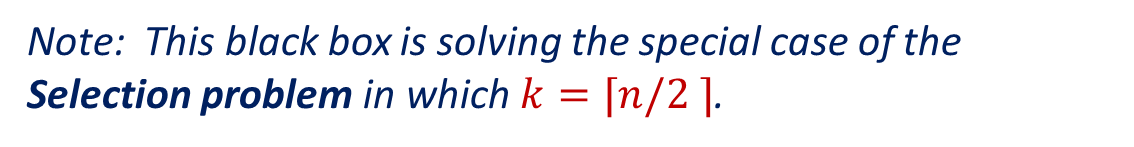 Note: This black box is solving the special case of the
Selection problem in which k = ⌈n/2 ⌉.